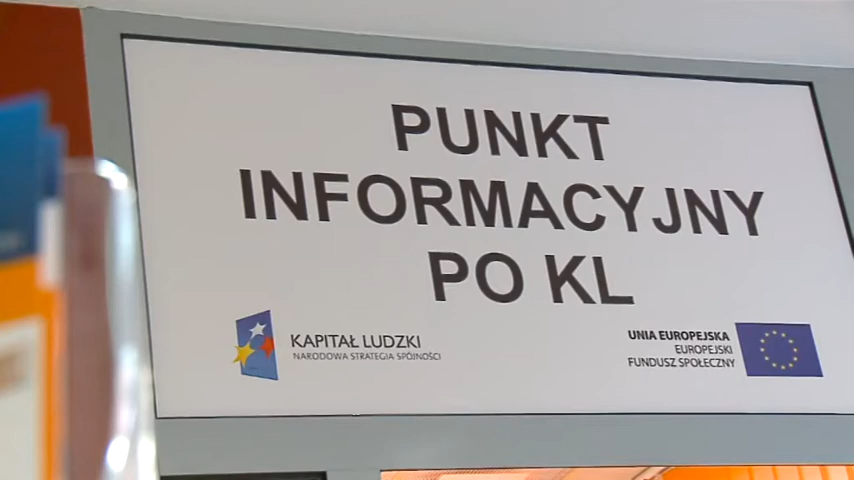 PUNKT
INFORMACYJNY
PO KL
KAPITAŁ LUDZKI
NARODOWA STRATEGIA SPÓJNOŚCI
UNIA EUROPEJSKA
EUROPEJSKI
FUNDUSZ SPOŁECZNY